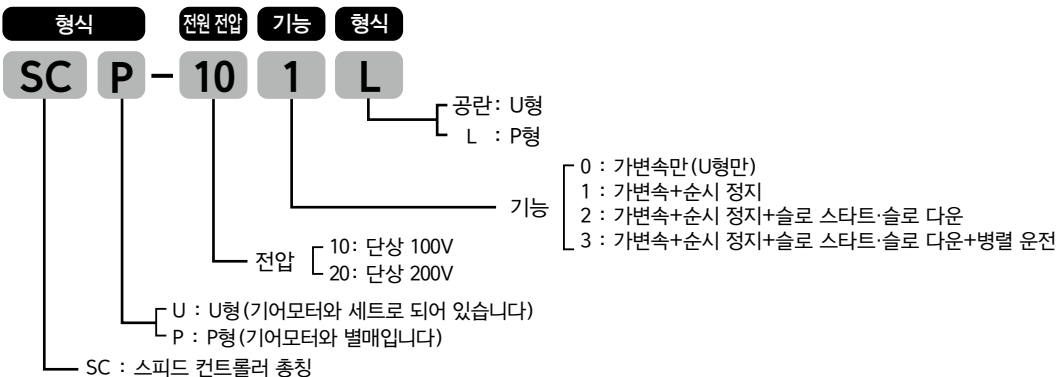 형식 전원 전압 기능 형식
SC P - 10 1 L
공란 : U형
L : P형
0 : 가변속만(U형만)
1 : 가변속+순시 정지
기능
2 : 가변속+순시 정지+슬로 스타트·슬로 다운
3 : 가변속+순시 정지+슬로 스타트·슬로 다운+병렬 운전
전압
10 : 단상 100V
20 : 단상 200V
U : U형(기어모터와 세트로 되어 있습니다)
P : P형(기어모터와 별매입니다)
SC : 스피드 컨트롤러 총칭